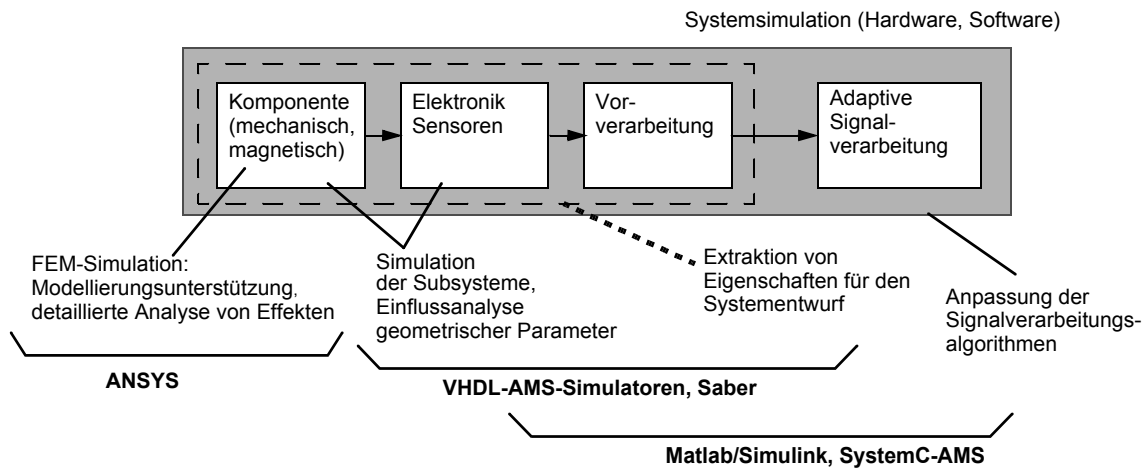 Systemsimulation (Hardware, Software)
Komponente
(mechanisch,
magnetisch)
Elektronik
Sensoren
Vor-
verarbeitung
Adaptive
Signal-
verarbeitung
FEM-Simulation:
Modellierungsunterstützung,
detaillierte Analyse von Effekten
Simulation
der Subsysteme,
Einflussanalyse
geometrischer Parameter
Extraktion von
Eigenschaften für den
Systementwurf
Anpassung der
Signalverarbeitungs-
algorithmen
ANSYS
VHDL-AMS-Simulatoren, Saber
Matlab/Simulink, SystemC-AMS